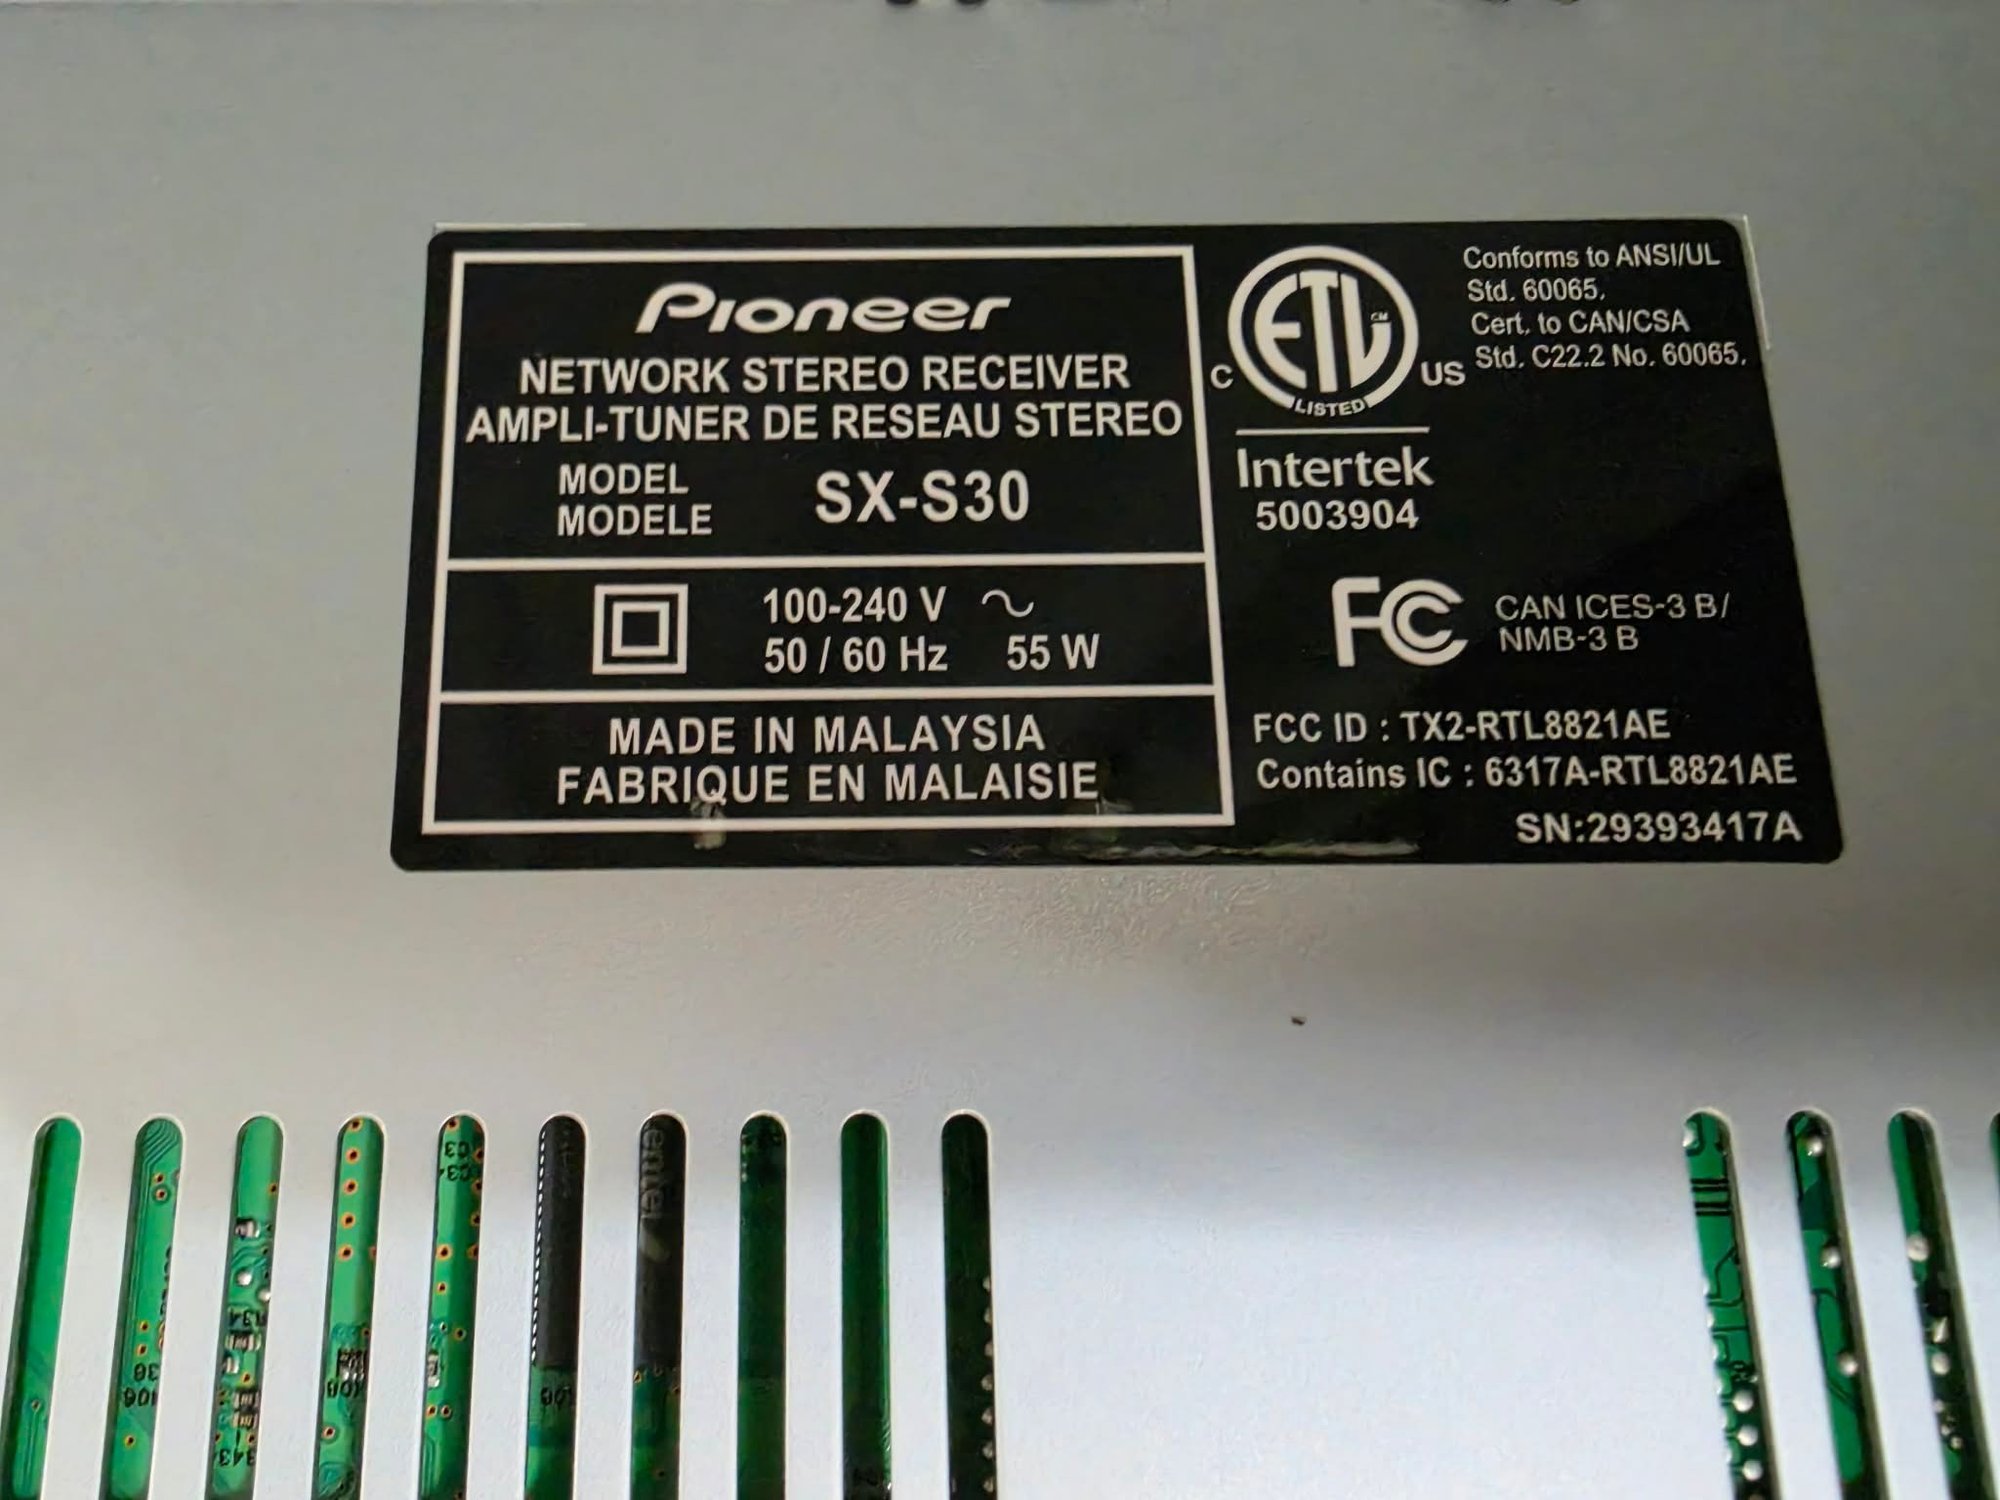 Pioneer
NETWORK STEREO RECEIVER
AMPLI-TUNER DE RESEAU STEREO
MODEL
MODELE
SX-S30
100-240 V
50 / 60 Hz 55 W
MADE IN MALAYSIA
FABRIQUE EN MALAISIE
C ETL CM US
LISTED
Intertek
5003904
Conforms to ANSI/UL
Std. 60065.
Cert. to CAN/CSA
Std. C22.2 No. 60065.
FC
CAN ICES-3 B/
NMB-3 B
FCC ID : TX2-RTL8821AE
Contains IC : 6317A-RTL8821AE
SN:29393417A